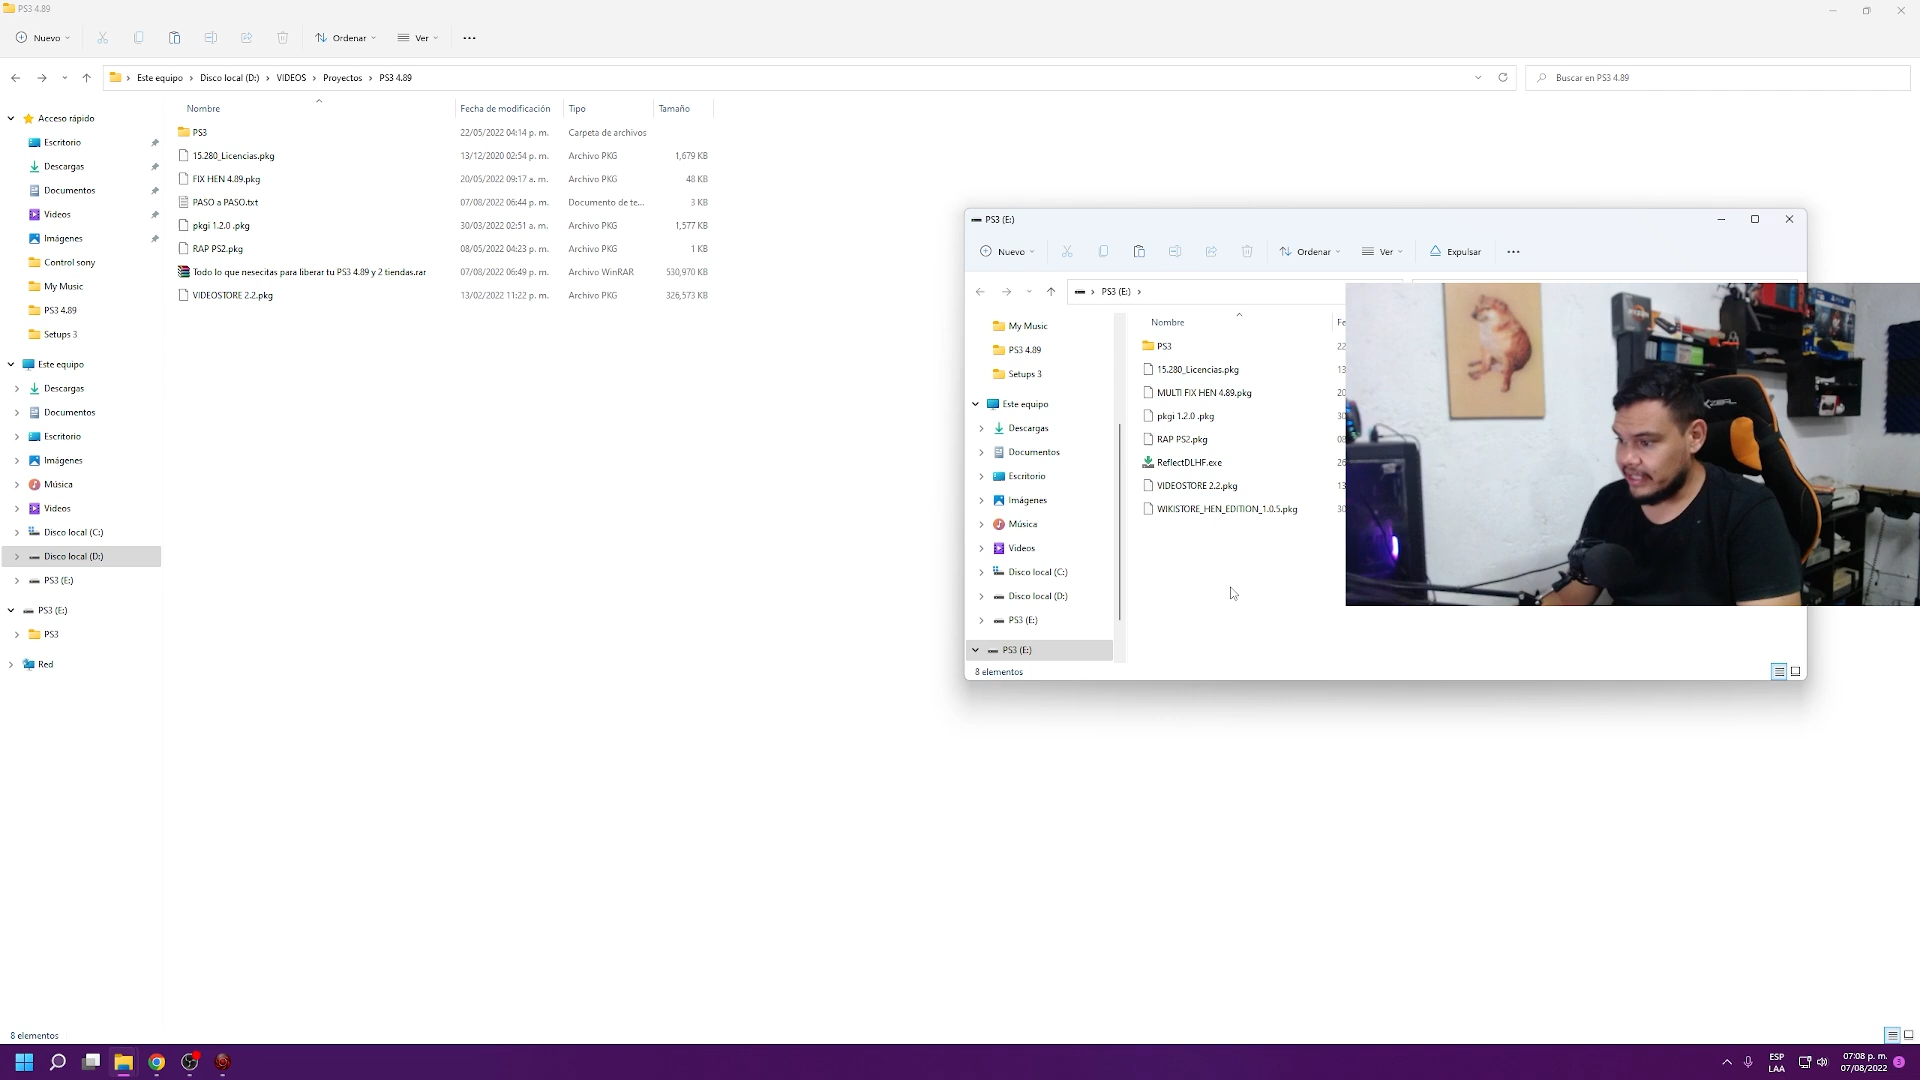 PS3 4.89
Nuevo
Ordenar
Ver
Este equipo > Disco local (D:) > VIDEOS > Proyectos > PS3 4.89
Buscar en PS3 4.89
Acceso rápido
Escritorio
Descargas
Documentos
Videos
Imágenes
Control sony
My Music
PS3 4.89
Setups 3
Este equipo
Descargas
Documentos
Escritorio
Imágenes
Música
Videos
Disco local (C:)
Disco local (D:)
PS3 (E:)
PS3 (E:)
PS3
Red
Nombre Fecha de modificación Tipo Tamaño
PS3 22/05/2022 04:14 p. m. Carpeta de archivos
15.280_Licencias.pkg 13/12/2020 02:54 p. m. Archivo PKG 1,679 KB
FIX HEN 4.89.pkg 20/05/2022 09:17 a. m. Archivo PKG 48 KB
PASO a PASO.txt 07/08/2022 06:44 p. m. Documento de te... 3 KB
pkgi 1.2.0 .pkg 30/03/2022 02:51 a. m. Archivo PKG 1,577 KB
RAP PS2.pkg 08/05/2022 04:23 p. m. Archivo PKG 1 KB
Todo lo que nesecitas para liberar tu PS3 4.89 y 2 tiendas.rar 07/08/2022 06:49 p. m. Archivo WinRAR 530,970 KB
VIDEOSTORE 2.2.pkg 13/02/2022 11:22 p. m. Archivo PKG 326,573 KB
PS3 (E:)
Nuevo
Ordenar
Ver
Expulsar
PS3 (E:)
My Music
PS3 4.89
Setups 3
Este equipo
Descargas
Documentos
Escritorio
Imágenes
Música
Videos
Disco local (C:)
Disco local (D:)
PS3 (E:)
PS3 (E:)
Nombre Fe
PS3 22
15.280_Licencias.pkg 13
MULTI FIX HEN 4.89.pkg 20
pkgi 1.2.0 .pkg 30
RAP PS2.pkg 08
ReflectDLHF.exe 26
VIDEOSTORE 2.2.pkg 13
WIKISTORE_HEN_EDITION_1.0.5.pkg 30
8 elementos
8 elementos
ESP
LAA
07:08 p. m.
07/08/2022
3